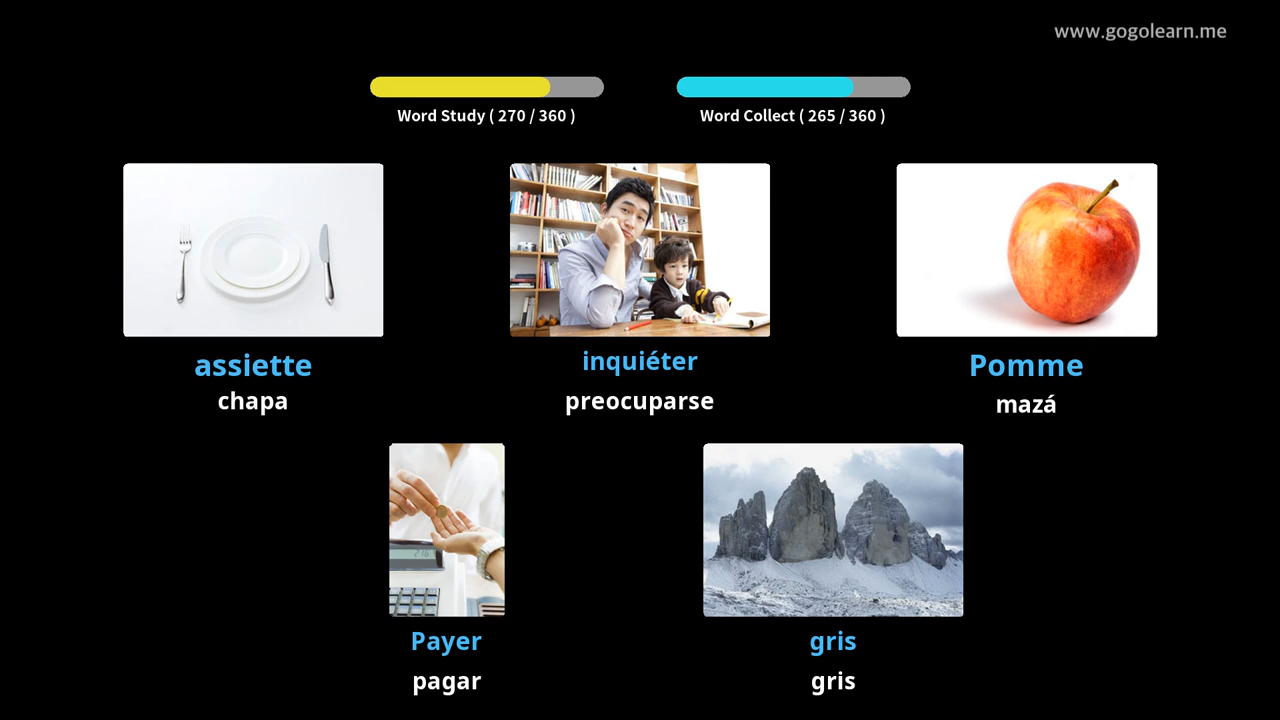 www.gogolearn.me
Word Study ( 270 / 360 )
Word Collect ( 265 / 360 )
assiette
chapa
inquiéter
preocuparse
Pomme
mazá
Payer
pagar
gris
gris